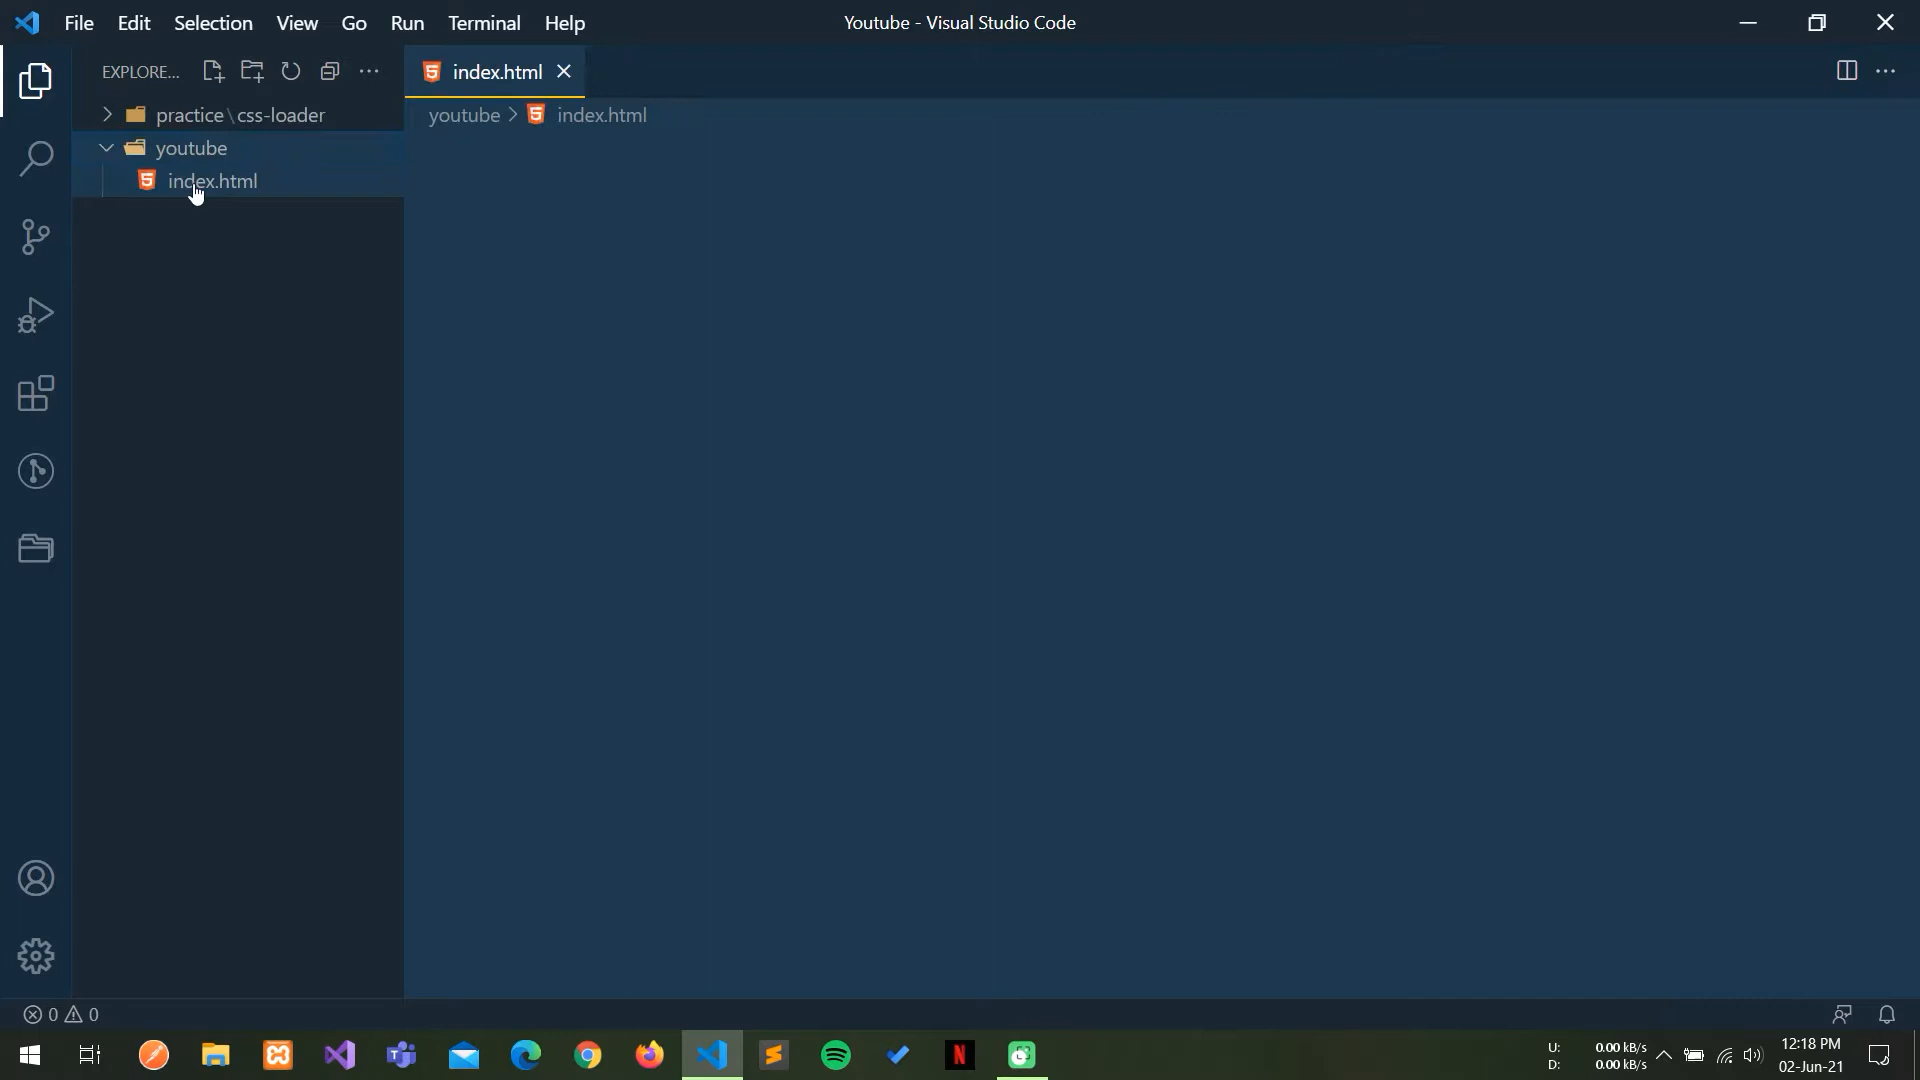 File Edit Selection View Go Run Terminal Help
Youtube - Visual Studio Code
EXPLORE...
index.html
practice\css-loader
youtube > index.html
youtube
index.html
0 0
U: 0.00 kB/s
D: 0.00 kB/s
12:18 PM
02-Jun-21